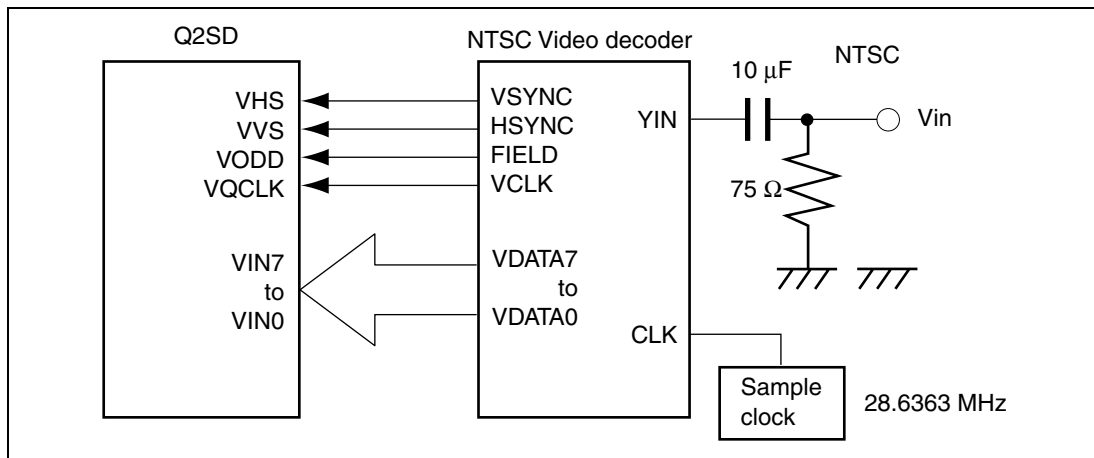 Q2SD
NTSC Video decoder
NTSC
10 μF
VHS
VSYNC
VVS
HSYNC
YIN
Vin
VODD
FIELD
VQCLK
VCLK
75 Ω
VIN7
VDATA7
to
to
VIN0
VDATA0
CLK
Sample
clock
28.6363 MHz